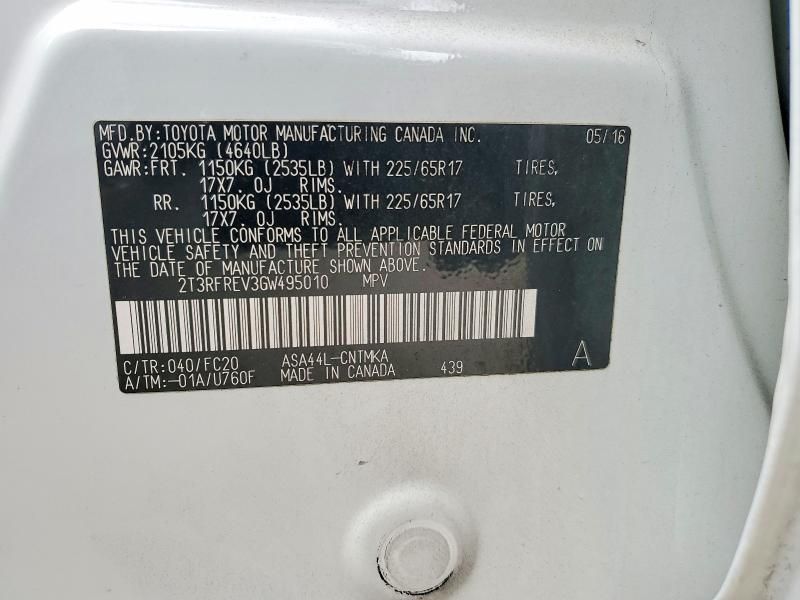 MFD.BY:TOYOTA MOTOR MANUFACTURING CANADA INC. 05/16
GVWR:2105KG (4640LB)
GAWR:FRT. 1150KG (2535LB) WITH 225/65R17 TIRES,
17X7.0J RIMS.
RR. 1150KG (2535LB) WITH 225/65R17 TIRES,
17X7.0J RIMS.
THIS VEHICLE CONFORMS TO ALL APPLICABLE FEDERAL MOTOR
VEHICLE SAFETY AND THEFT PREVENTION STANDARDS IN EFFECT ON
THE DATE OF MANUFACTURE SHOWN ABOVE.
2T3RFREV3GW495010 MPV
C/TR:040/FC20 ASA44L-CNTMKA A
A/TM:-01A/U760F MADE IN CANADA 439